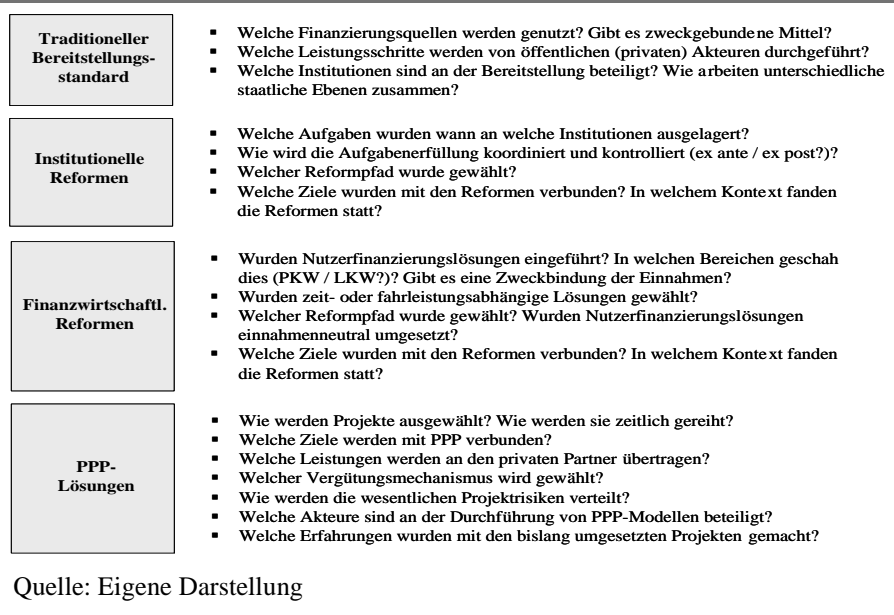 Traditioneller
Bereitstellungs-
standard
▪ Welche Finanzierungsquellen werden genutzt? Gibt es zweckgebundene Mittel?
▪ Welche Leistungsschritte werden von öffentlichen (privaten) Akteuren durchgeführt?
▪ Welche Institutionen sind an der Bereitstellung beteiligt? Wie arbeiten unterschiedliche
staatliche Ebenen zusammen?
Institutionelle
Reformen
▪ Welche Aufgaben wurden wann an welche Institutionen ausgelagert?
▪ Wie wird die Aufgabenerfüllung koordiniert und kontrolliert (ex ante / ex post?)?
▪ Welcher Reformpfad wurde gewählt?
▪ Welche Ziele wurden mit den Reformen verbunden? In welchem Kontext fanden
die Reformen statt?
Finanzwirtschaftl.
Reformen
▪ Wurden Nutzerfinanzierungslösungen eingeführt? In welchen Bereichen geschah
dies (PKW / LKW?)? Gibt es eine Zweckbindung der Einnahmen?
▪ Wurden zeit- oder fahrleistungsabhängige Lösungen gewählt?
▪ Welcher Reformpfad wurde gewählt? Wurden Nutzerfinanzierungslösungen
einnahmenneutral umgesetzt?
▪ Welche Ziele wurden mit den Reformen verbunden? In welchem Kontext fanden
die Reformen statt?
PPP-
Lösungen
▪ Wie werden Projekte ausgewählt? Wie werden sie zeitlich gereiht?
▪ Welche Ziele werden mit PPP verbunden?
▪ Welche Leistungen werden an den privaten Partner übertragen?
▪ Welcher Vergütungsmechanismus wird gewählt?
▪ Wie werden die wesentlichen Projektrisiken verteilt?
▪ Welche Akteure sind an der Durchführung von PPP-Modellen beteiligt?
▪ Welche Erfahrungen wurden mit den bislang umgesetzten Projekten gemacht?
Quelle: Eigene Darstellung